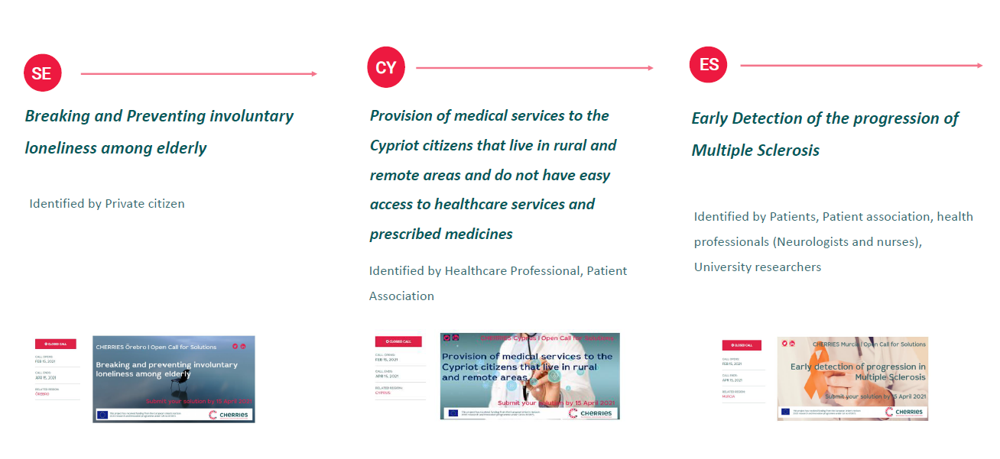 SE
Breaking and Preventing involuntary
loneliness among elderly
Identified by Private citizen
CLOSED CALL
CALL OPENS
FEB 15, 2021
CALL ENDS
APR 15, 2021
RELATED REGION
ÖREBRO
CHERRIES Örebro | Open Call for Solutions
Breaking and preventing involuntary
loneliness among elderly
Submit your solution by 15 April 2021
CHERRIES
CY
Provision of medical services to the
Cypriot citizens that live in rural and
remote areas and do not have easy
access to healthcare services and
prescribed medicines
Identified by Healthcare Professional, Patient
Association
CLOSED CALL
CALL OPENS
FEB 15, 2021
CALL ENDS
APR 15, 2021
RELATED REGION
CYPRUS
CHERRIES Cyprus | Open Call for Solutions
Provision of medical services to the
Cypriot citizens that live in rural
and remote areas
Submit your solution by 15 April 2021
CHERRIES
ES
Early Detection of the progression of
Multiple Sclerosis
Identified by Patients, Patient association, health
professionals (Neurologists and nurses),
University researchers
CLOSED CALL
CALL OPENS
FEB 15, 2021
CALL ENDS
APR 15, 2021
RELATED REGION
MURCIA
CHERRIES Murcia | Open Call for Solutions
Early detection of progression in
Multiple Sclerosis
Submit your solution by 15 April 2021
CHERRIES